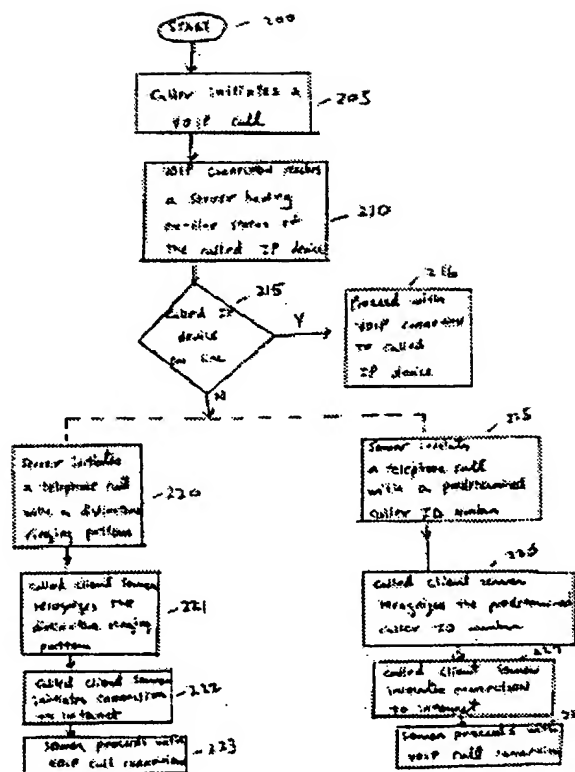 START
200
Caller initiates a
VOIP call
205
VOIP connection reaches
a server having
on-line status of
the called IP device
210
Called IP
device
on line
215
Y
N
216
Proceed with
VOIP connection
to called
IP device
Server initiates
a telephone call
with a distinctive
ringing pattern
220
225
Server initiates
a telephone call
with a predetermined
caller ID number
Called client server
recognizes the
distinctive ringing
pattern
221
226
Called client server
recognizes the predetermined
caller ID number
Called client server
initiates connection
to internet
222
227
Called client server
initiates connection
to internet
Server proceeds with
VOIP call connection
223
Server proceeds with
VOIP call connection